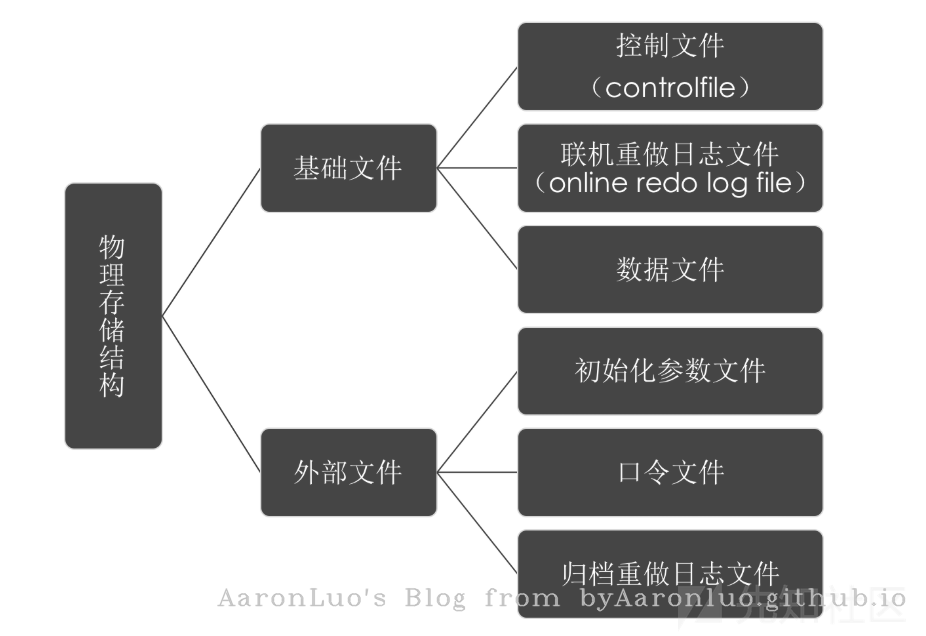 物理存储结构
基础文件
控制文件
（controlfile）
联机重做日志文件
（online redo log file）
数据文件
外部文件
初始化参数文件
口令文件
归档重做日志文件
AaronLuo's Blog from byAaronluo.github.io
先知社区